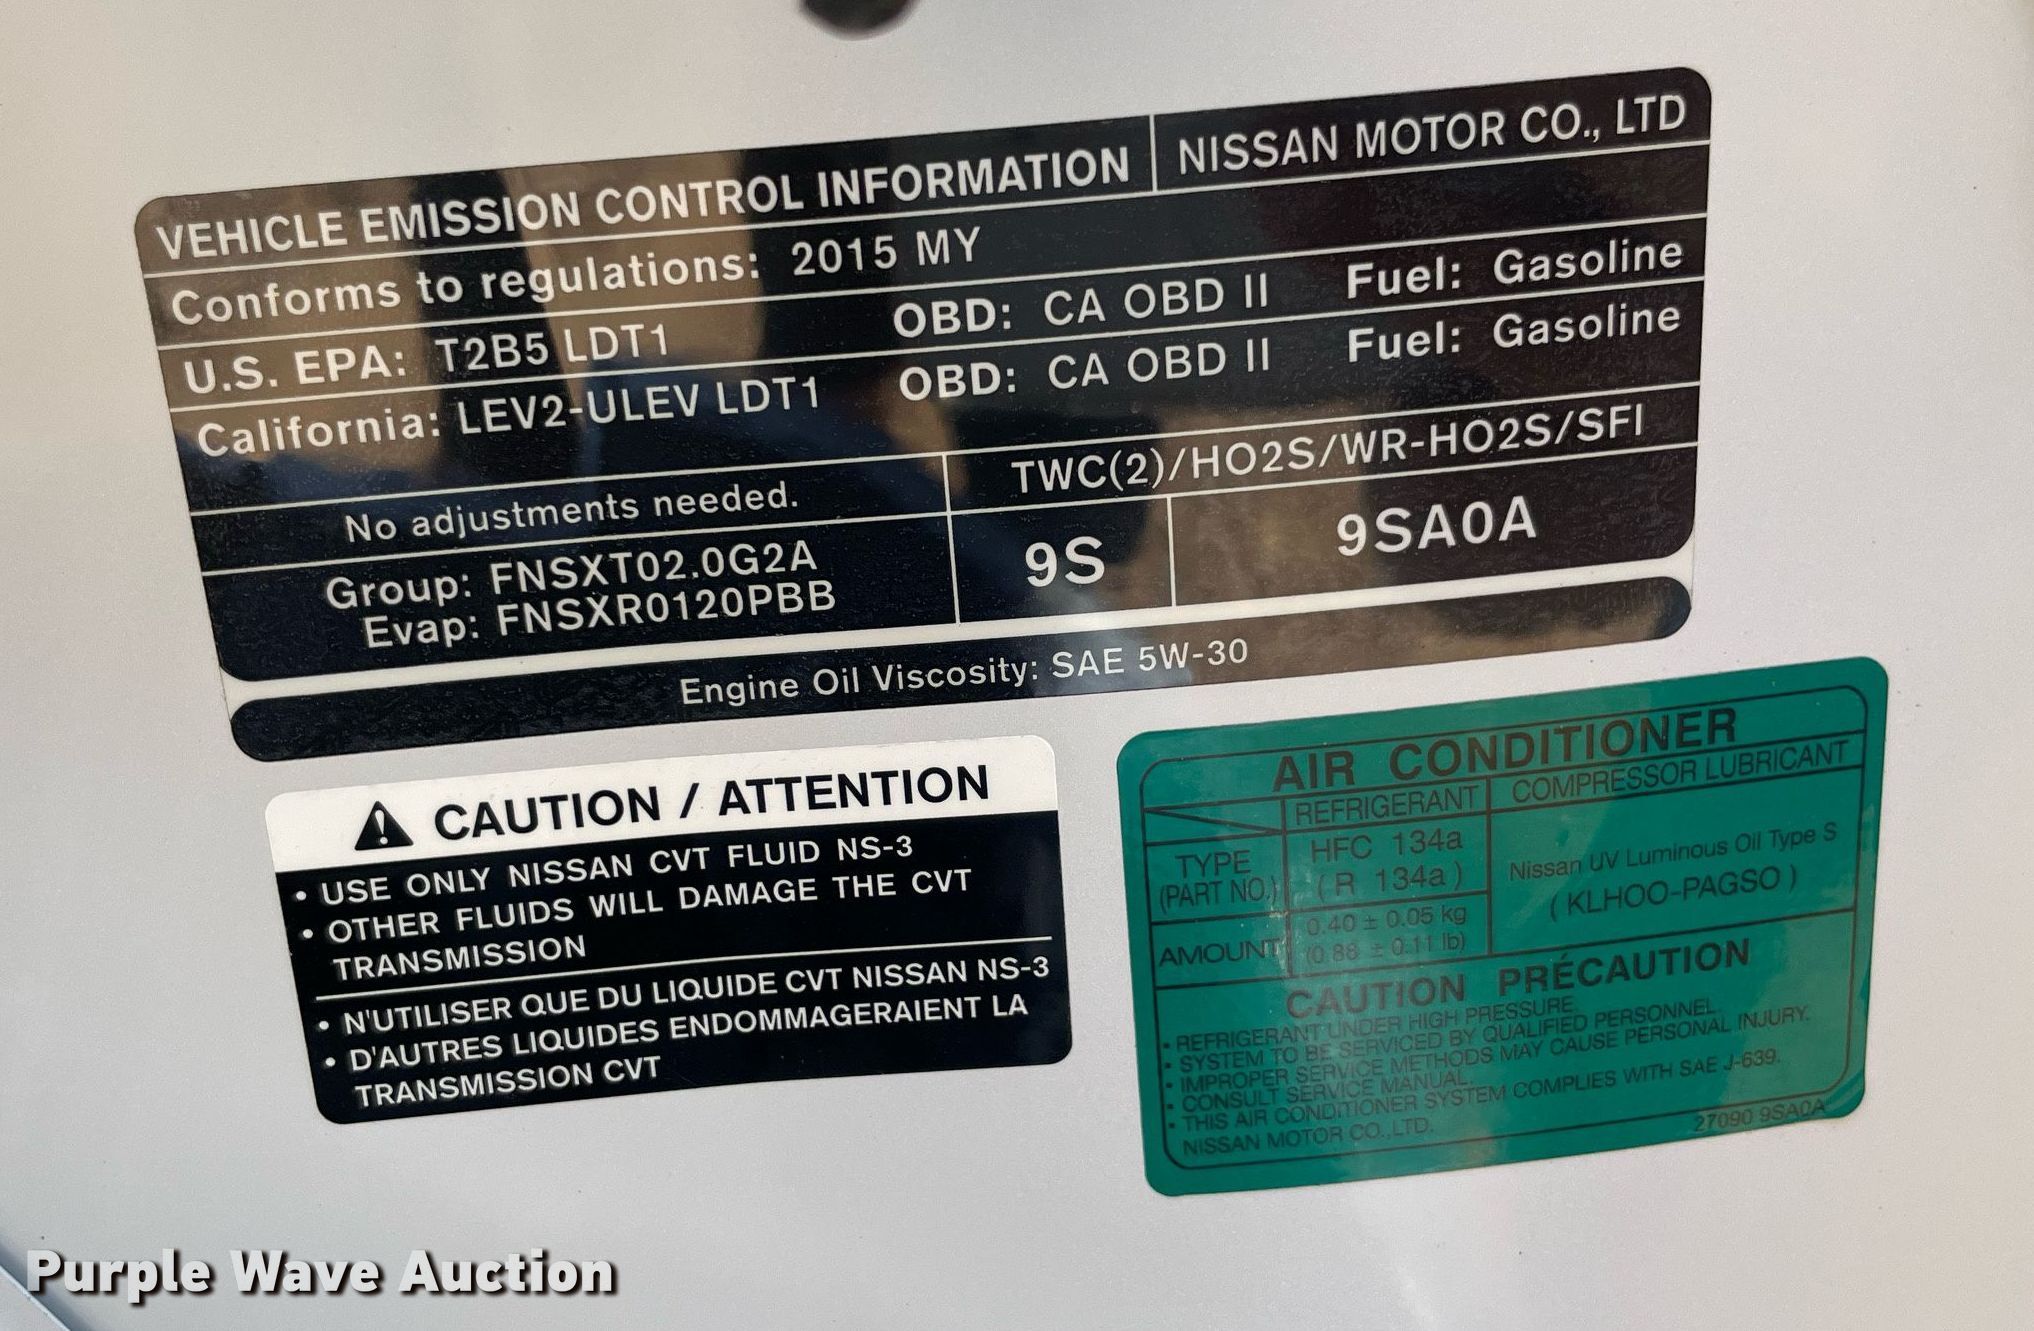 VEHICLE EMISSION CONTROL INFORMATION NISSAN MOTOR CO., LTD
Conforms to regulations: 2015 MY
U.S. EPA: T2B5 LDT1 OBD: CA OBD II Fuel: Gasoline
California: LEV2-ULEV LDT1 OBD: CA OBD II Fuel: Gasoline
No adjustments needed. TWC(2)/HO2S/WR-HO2S/SFI
Group: FNSXT02.0G2A
Evap: FNSXR0120PBB
9S 9SA0A
Engine Oil Viscosity: SAE 5W-30
CAUTION / ATTENTION
• USE ONLY NISSAN CVT FLUID NS-3
• OTHER FLUIDS WILL DAMAGE THE CVT
TRANSMISSION
• N'UTILISER QUE DU LIQUIDE CVT NISSAN NS-3
• D'AUTRES LIQUIDES ENDOMMAGERAIENT LA
TRANSMISSION CVT
AIR CONDITIONER
REFRIGERANT COMPRESSOR LUBRICANT
TYPE
(PART NO.)
HFC 134a
(R 134a)
Nissan UV Luminous Oil Type S
(KLHOO-PAGSO)
AMOUNT
0.40 ± 0.05 kg
(0.88 ± 0.11 lb)
CAUTION PRÉCAUTION
• REFRIGERANT UNDER HIGH PRESSURE.
• SYSTEM TO BE SERVICED BY QUALIFIED PERSONNEL.
• IMPROPER SERVICE METHODS MAY CAUSE PERSONAL INJURY.
• CONSULT SERVICE MANUAL.
• THIS AIR CONDITIONER SYSTEM COMPLIES WITH SAE J-639.
NISSAN MOTOR CO.,LTD. 27090 9SA0A
Purple Wave Auction